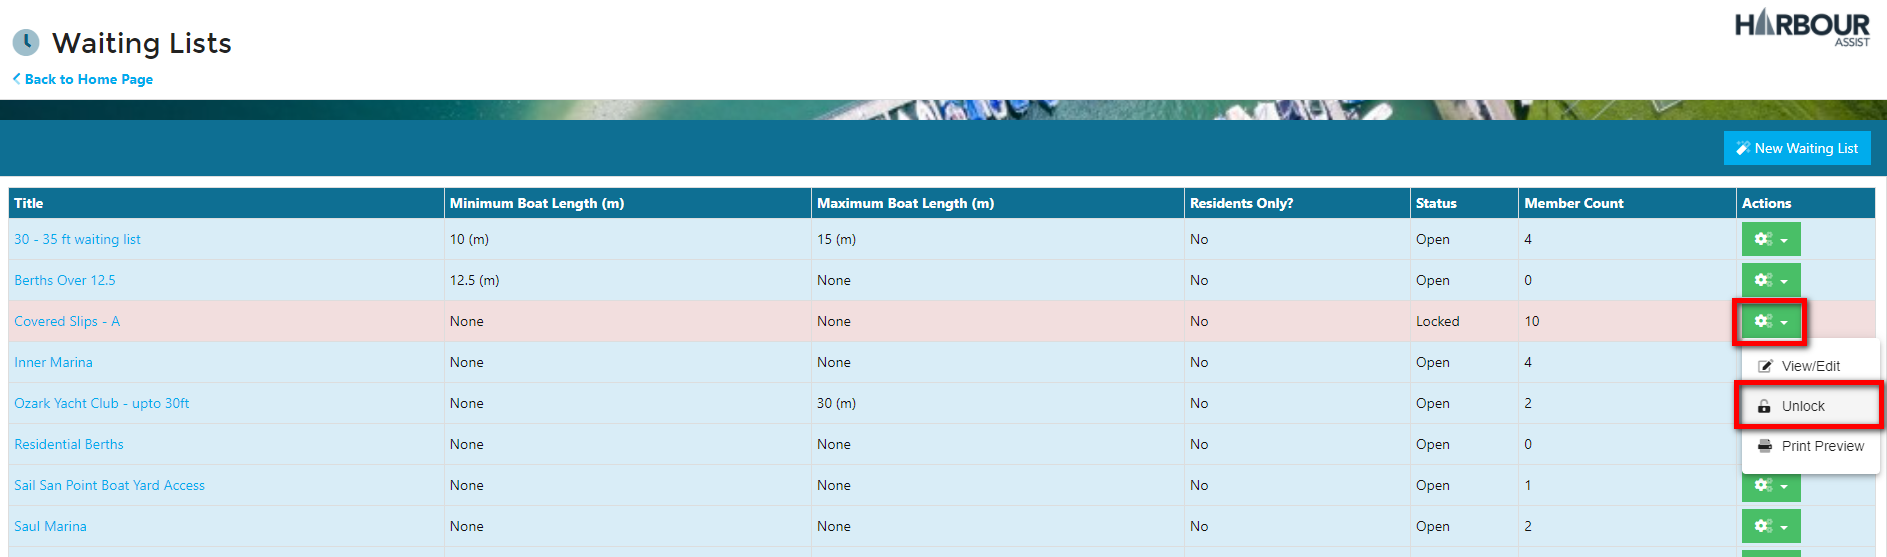 Waiting Lists
HARBOUR
ASSIST
Back to Home Page
New Waiting List
Title Minimum Boat Length (m) Maximum Boat Length (m) Residents Only? Status Member Count Actions
30 - 35 ft waiting list 10 (m) 15 (m) No Open 4
Berths Over 12.5 12.5 (m) None No Open 0
Covered Slips - A None None No Locked 10
Inner Marina None None No Open 4
View/Edit
Ozark Yacht Club - upto 30ft None 30 (m) No Open 2
Unlock
Residential Berths None None No Open 0
Print Preview
Sail San Point Boat Yard Access None None No Open 1
Saul Marina None None No Open 2